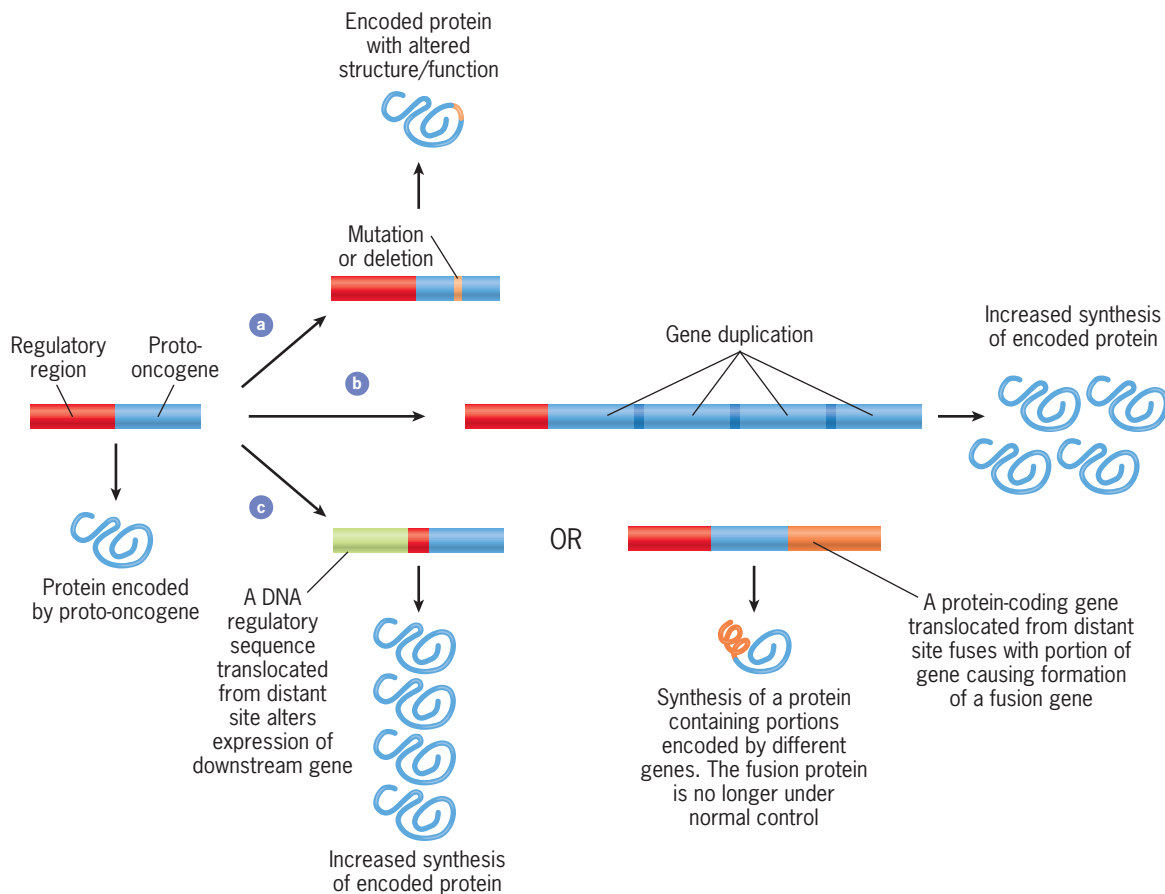 Encoded protein
with altered
structure/function
Mutation
or deletion
a
Regulatory
region
Proto-
oncogene
b
Gene duplication
Increased synthesis
of encoded protein
c
Protein encoded
by proto-oncogene
A DNA
regulatory
sequence
translocated
from distant
site alters
expression of
downstream gene
Increased synthesis
of encoded protein
OR
Synthesis of a protein
containing portions
encoded by different
genes. The fusion protein
is no longer under
normal control
A protein-coding gene
translocated from distant
site fuses with portion of
gene causing formation
of a fusion gene